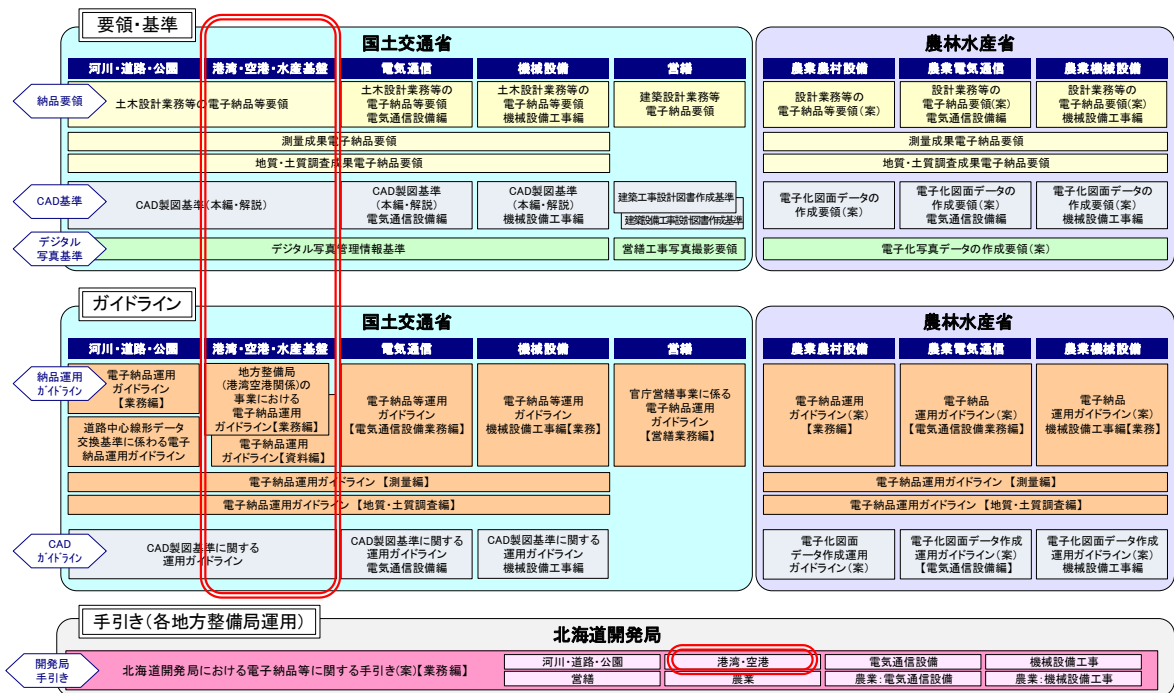 要領・基準
国土交通省
農林水産省
河川・道路・公園
港湾・空港・水産基盤
電気通信
機械設備
営繕
農業農村設備
農業電気通信
農業機械設備
納品要領
土木設計業務等の電子納品等要領
土木設計業務等の
電子納品等要領
電気通信設備編
土木設計業務等の
電子納品等要領
機械設備工事編
建築設計業務等
電子納品要領
設計業務等の
電子納品等要領(案)
設計業務等の
電子納品要領(案)
電気通信設備編
設計業務等の
電子納品要領(案)
機械設備工事編
測量成果電子納品要領
測量成果電子納品要領
地質・土質調査成果電子納品要領
地質・土質調査成果電子納品要領
CAD基準
CAD製図基準(本編・解説)
CAD製図基準
(本編・解説)
電気通信設備編
CAD製図基準
(本編・解説)
機械設備工事編
建築工事設計図書作成基準
建築設備工事設計図書作成基準
電子化図面データの
作成要領(案)
電子化図面データの
作成要領(案)
電気通信設備編
電子化図面データの
作成要領(案)
機械設備工事編
デジタル
写真基準
デジタル写真管理情報基準
営繕工事写真撮影要領
電子化写真データの作成要領(案)
ガイドライン
国土交通省
農林水産省
河川・道路・公園
港湾・空港・水産基盤
電気通信
機械設備
営繕
農業農村設備
農業電気通信
農業機械設備
納品運用
ガイドライン
電子納品運用
ガイドライン
【業務編】
道路中心線形データ
交換基準に係わる電子
納品運用ガイドライン
地方整備局
(港湾空港関係)の
事業における
電子納品運用
ガイドライン【業務編】
電子納品運用
ガイドライン【資料編】
電子納品等運用
ガイドライン
【電気通信設備業務編】
電子納品等運用
ガイドライン
機械設備工事編【業務】
官庁営繕事業に係る
電子納品運用
ガイドライン
【営繕業務編】
電子納品運用
ガイドライン(案)
【業務編】
電子納品
運用ガイドライン(案)
【電気通信設備業務編】
電子納品
運用ガイドライン(案)
機械設備工事編【業務】
電子納品運用ガイドライン 【測量編】
電子納品運用ガイドライン 【測量編】
電子納品運用ガイドライン 【地質・土質調査編】
電子納品運用ガイドライン 【地質・土質調査編】
CAD
ガイドライン
CAD製図基準に関する
運用ガイドライン
CAD製図基準に関する
運用ガイドライン
電気通信設備編
CAD製図基準に関する
運用ガイドライン
機械設備工事編
電子化図面
データ作成運用
ガイドライン(案)
電子化図面データ作成
運用ガイドライン(案)
【電気通信設備編】
電子化図面データ作成
運用ガイドライン(案)
機械設備工事編
手引き(各地方整備局運用)
北海道開発局
開発局
手引き
北海道開発局における電子納品等に関する手引き(案)【業務編】
河川・道路・公園
港湾・空港
電気通信設備
機械設備工事
営繕
農業
農業:電気通信設備
農業:機械設備工事